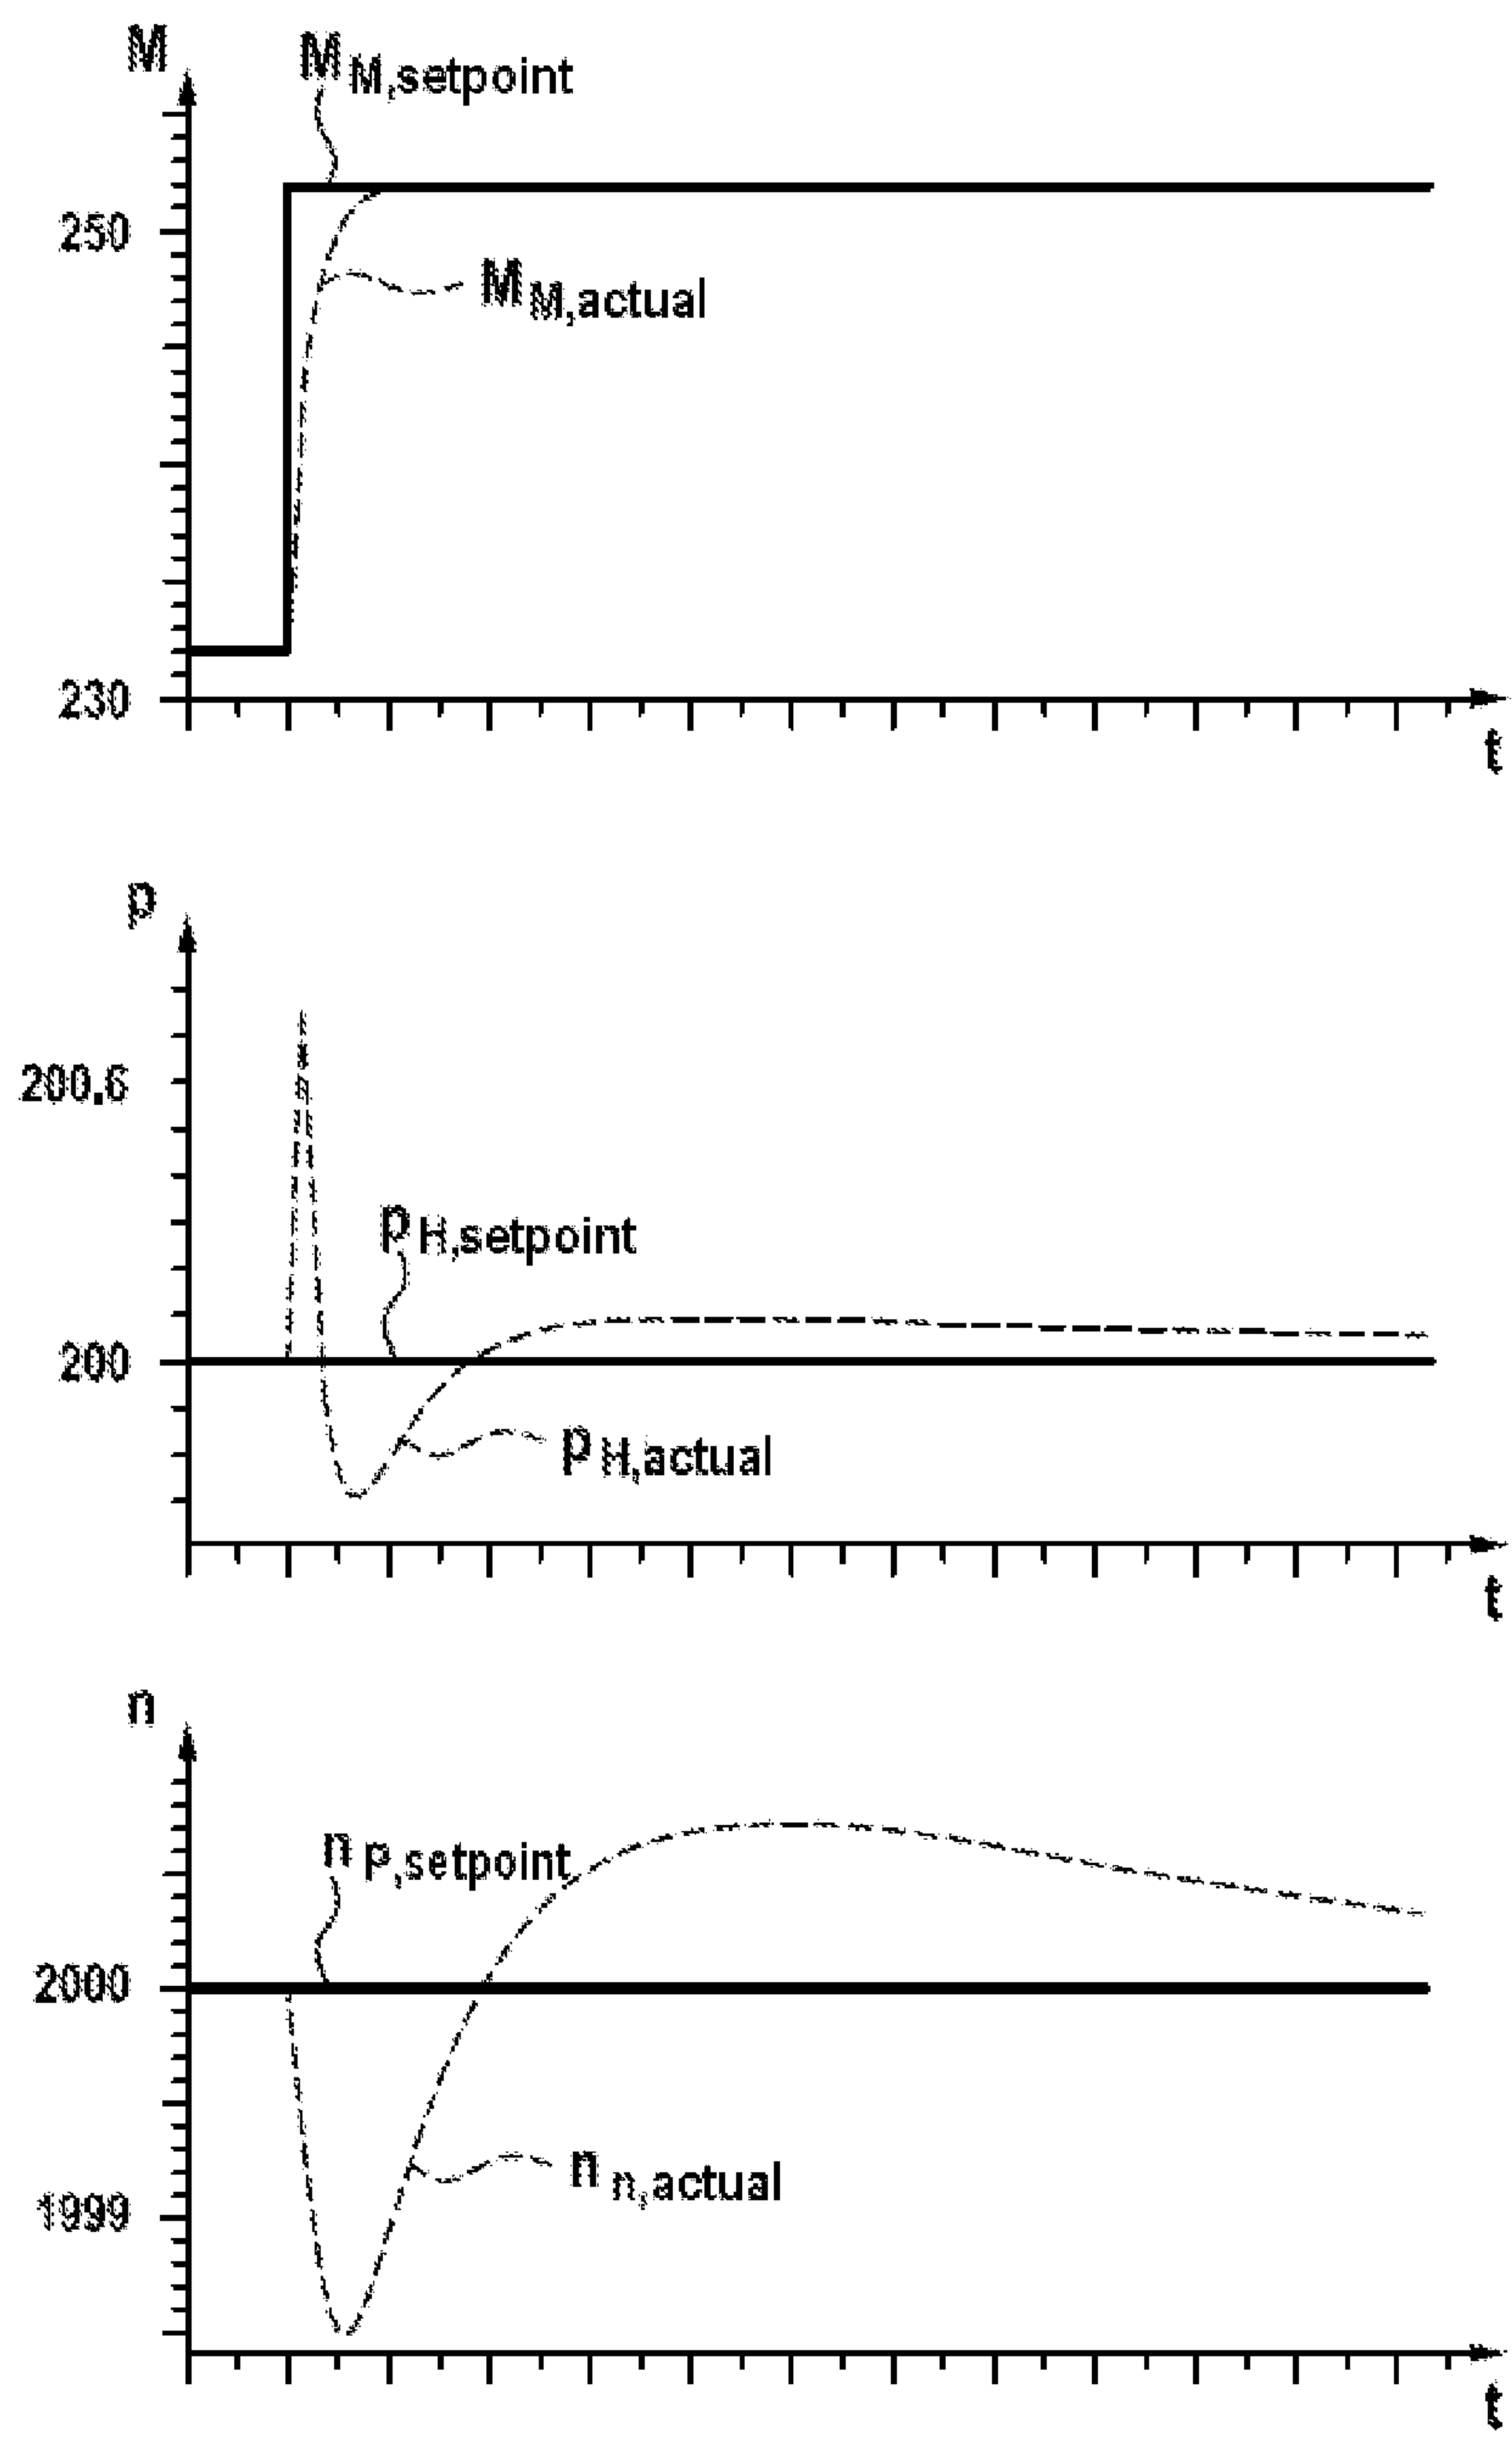 M
M M,setpoint
250
M M,actual
230
t
p
200.6
p H,setpoint
200
p H,actual
t
n
n P,setpoint
2000
n n,actual
1999
t